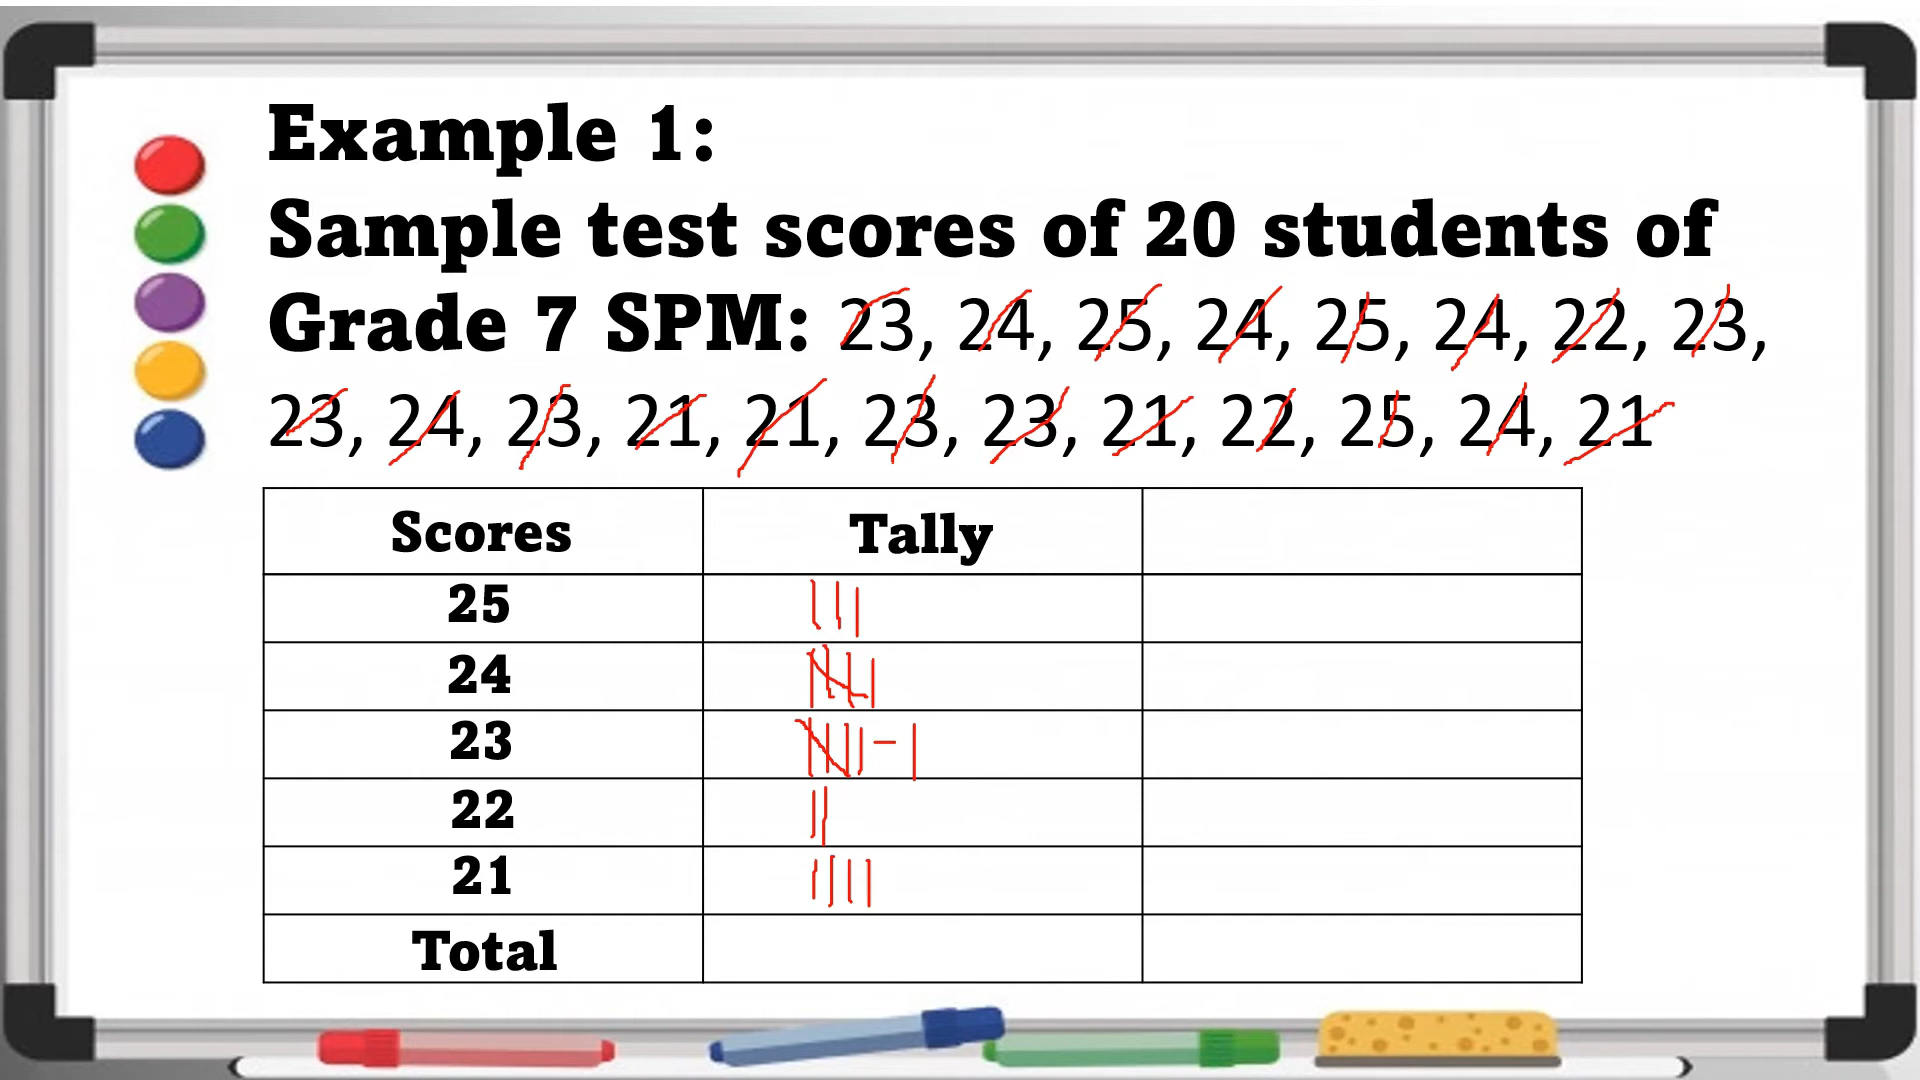 Example 1:
Sample test scores of 20 students of
Grade 7 SPM: 23, 24, 25, 24, 25, 24, 22, 23,
23, 24, 23, 21, 21, 23, 23, 21, 22, 25, 24, 21
Scores Tally
25
24
23
22
21
Total